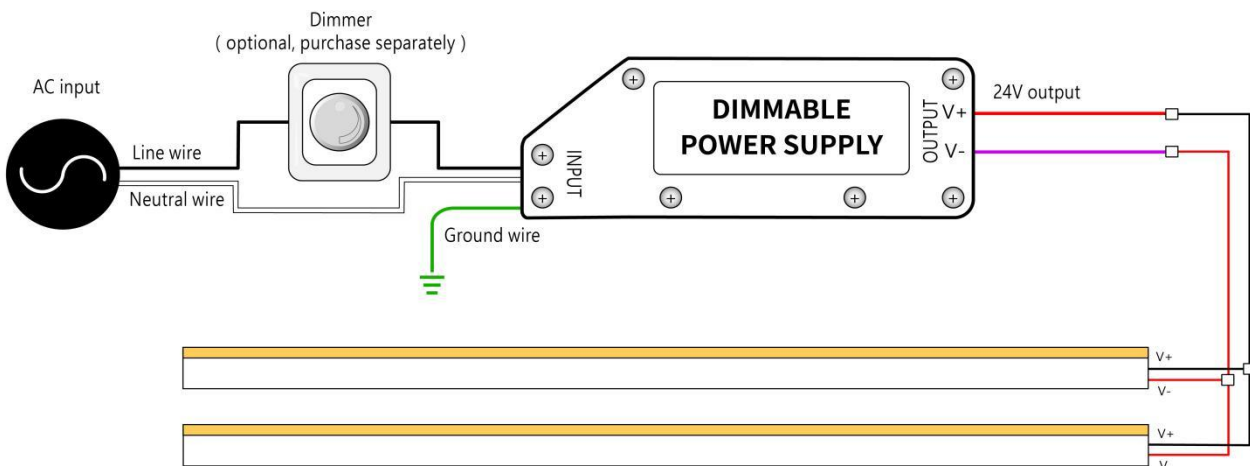 Dimmer
( optional, purchase separately )
AC input
Line wire
Neutral wire
Ground wire
INPUT
DIMMABLE
POWER SUPPLY
OUTPUT
V+
V-
24V output
V+
V-
V+